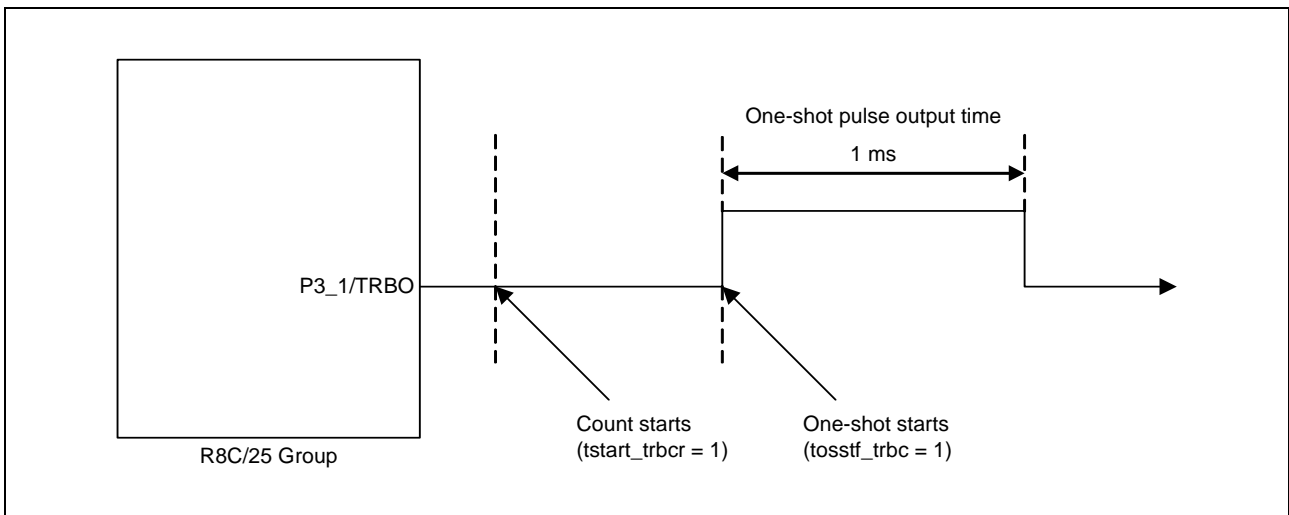 One-shot pulse output time
1 ms
P3_1/TRBO
Count starts
(tstart_trbcr = 1)
One-shot starts
(tosstf_trbc = 1)
R8C/25 Group